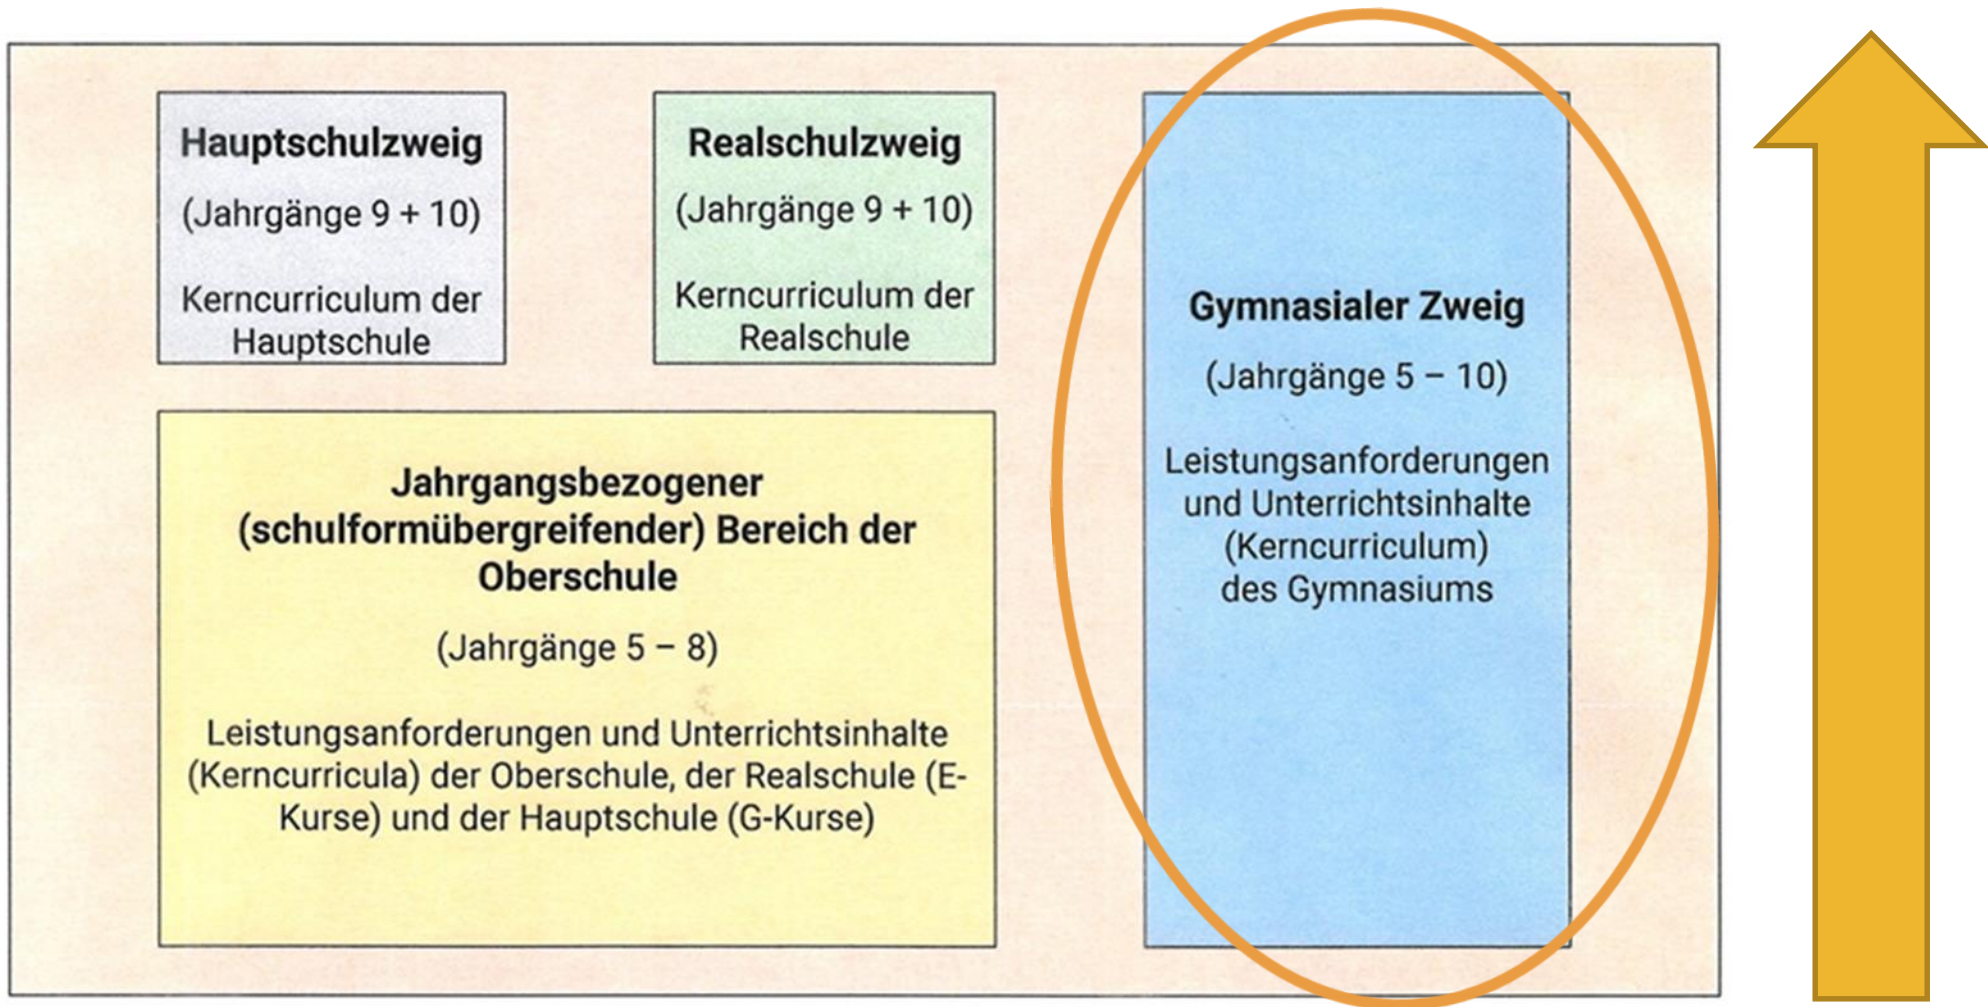 Hauptschulzweig
(Jahrgänge 9 + 10)
Kerncurriculum der
Hauptschule
Realschulzweig
(Jahrgänge 9 + 10)
Kerncurriculum der
Realschule
Jahrgangsbezogener
(schulformübergreifender) Bereich der
Oberschule
(Jahrgänge 5 – 8)
Leistungsanforderungen und Unterrichtsinhalte
(Kerncurricula) der Oberschule, der Realschule (E-
Kurse) und der Hauptschule (G-Kurse)
Gymnasialer Zweig
(Jahrgänge 5 – 10)
Leistungsanforderungen
und Unterrichtsinhalte
(Kerncurriculum)
des Gymnasiums